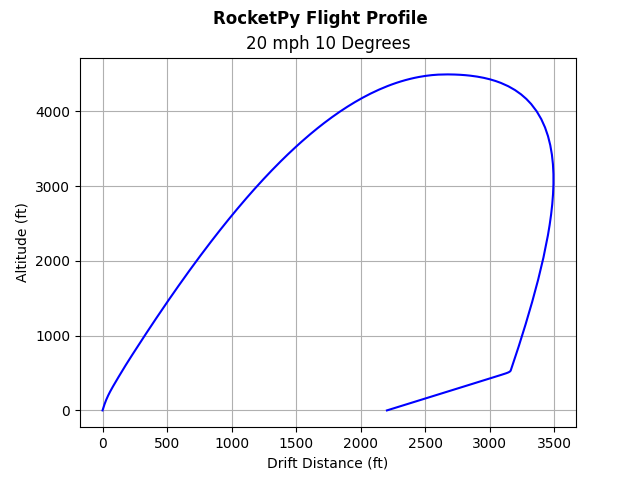 RocketPy Flight Profile
20 mph 10 Degrees
Altitude (ft)
4000
3000
2000
1000
0
0 500 1000 1500 2000 2500 3000 3500
Drift Distance (ft)